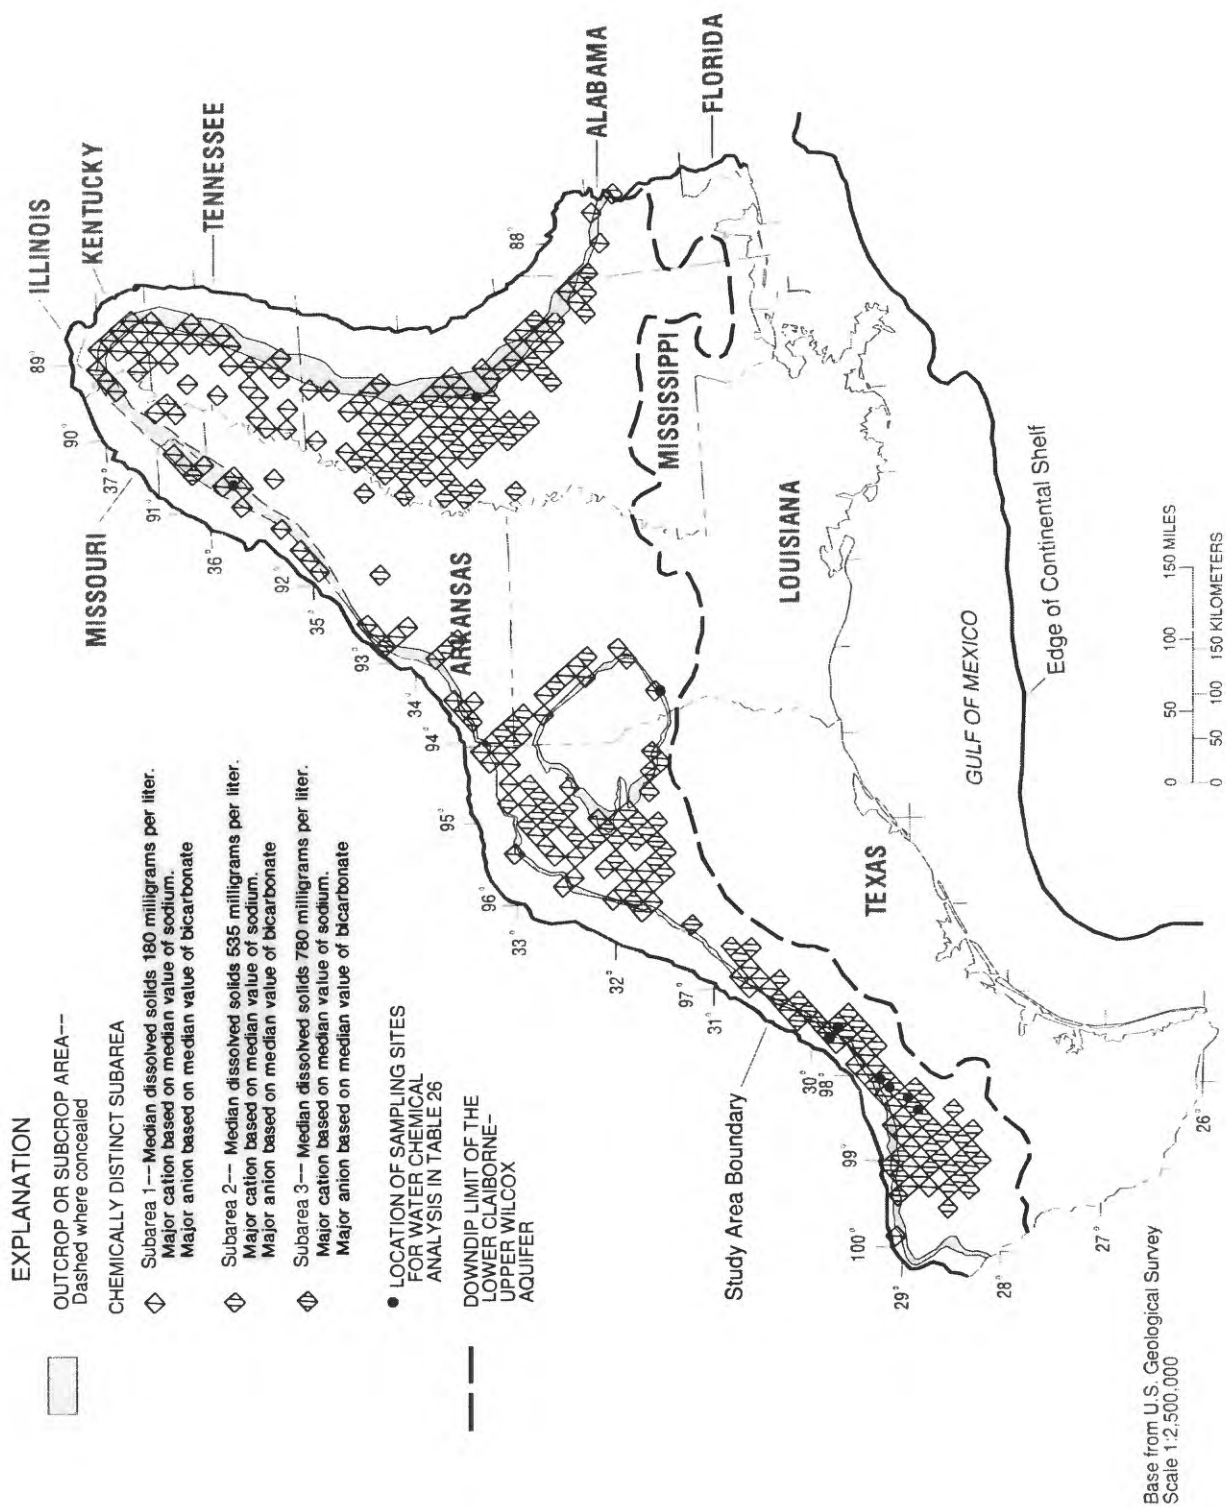 EXPLANATION
OUTCROP OR SUBCROP AREA--
Dashed where concealed
CHEMICALLY DISTINCT SUBAREA
Subarea 1--Median dissolved solids 180 milligrams per liter.
Major cation based on median value of sodium.
Major anion based on median value of bicarbonate
Subarea 2-- Median dissolved solids 535 milligrams per liter.
Major cation based on median value of sodium.
Major anion based on median value of bicarbonate
Subarea 3-- Median dissolved solids 780 milligrams per liter.
Major cation based on median value of sodium.
Major anion based on median value of bicarbonate
LOCATION OF SAMPLING SITES
FOR WATER CHEMICAL
ANALYSIS IN TABLE 26
DOWNDIP LIMIT OF THE
LOWER CLAIBORNE–
UPPER WILCOX
AQUIFER
ILLINOIS
KENTUCKY
TENNESSEE
ALABAMA
FLORIDA
MISSOURI
ARKANSAS
MISSISSIPPI
LOUISIANA
TEXAS
GULF OF MEXICO
Edge of Continental Shelf
Study Area Boundary
89°
90°
37°
91°
36°
92°
35°
93°
34°
94°
95°
96°
33°
32°
97°
31°
30°
98°
99°
100°
29°
28°
27°
26°
88°
0 50 100 150 MILES
0 50 100 150 KILOMETERS
Base from U.S. Geological Survey
Scale 1:2,500,000